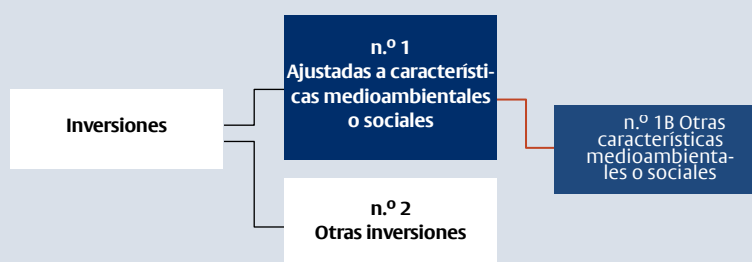 Inversiones
n.º 1
Ajustadas a característi-
cas medioambientales
o sociales
n.º 1B Otras
características
medioambienta-
les o sociales
n.º 2
Otras inversiones